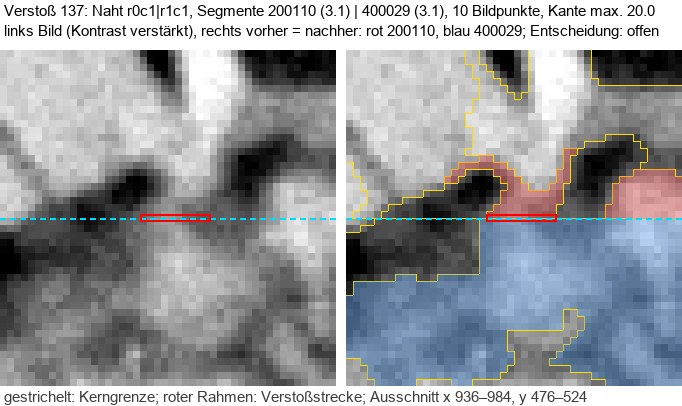 Verstoß 137: Naht r0c1|r1c1, Segmente 200110 (3.1) | 400029 (3.1), 10 Bildpunkte, Kante max. 20.0
links Bild (Kontrast verstärkt), rechts vorher = nachher: rot 200110, blau 400029; Entscheidung: offen
gestrichelt: Kerngrenze; roter Rahmen: Verstoßstrecke; Ausschnitt x 936–984, y 476–524